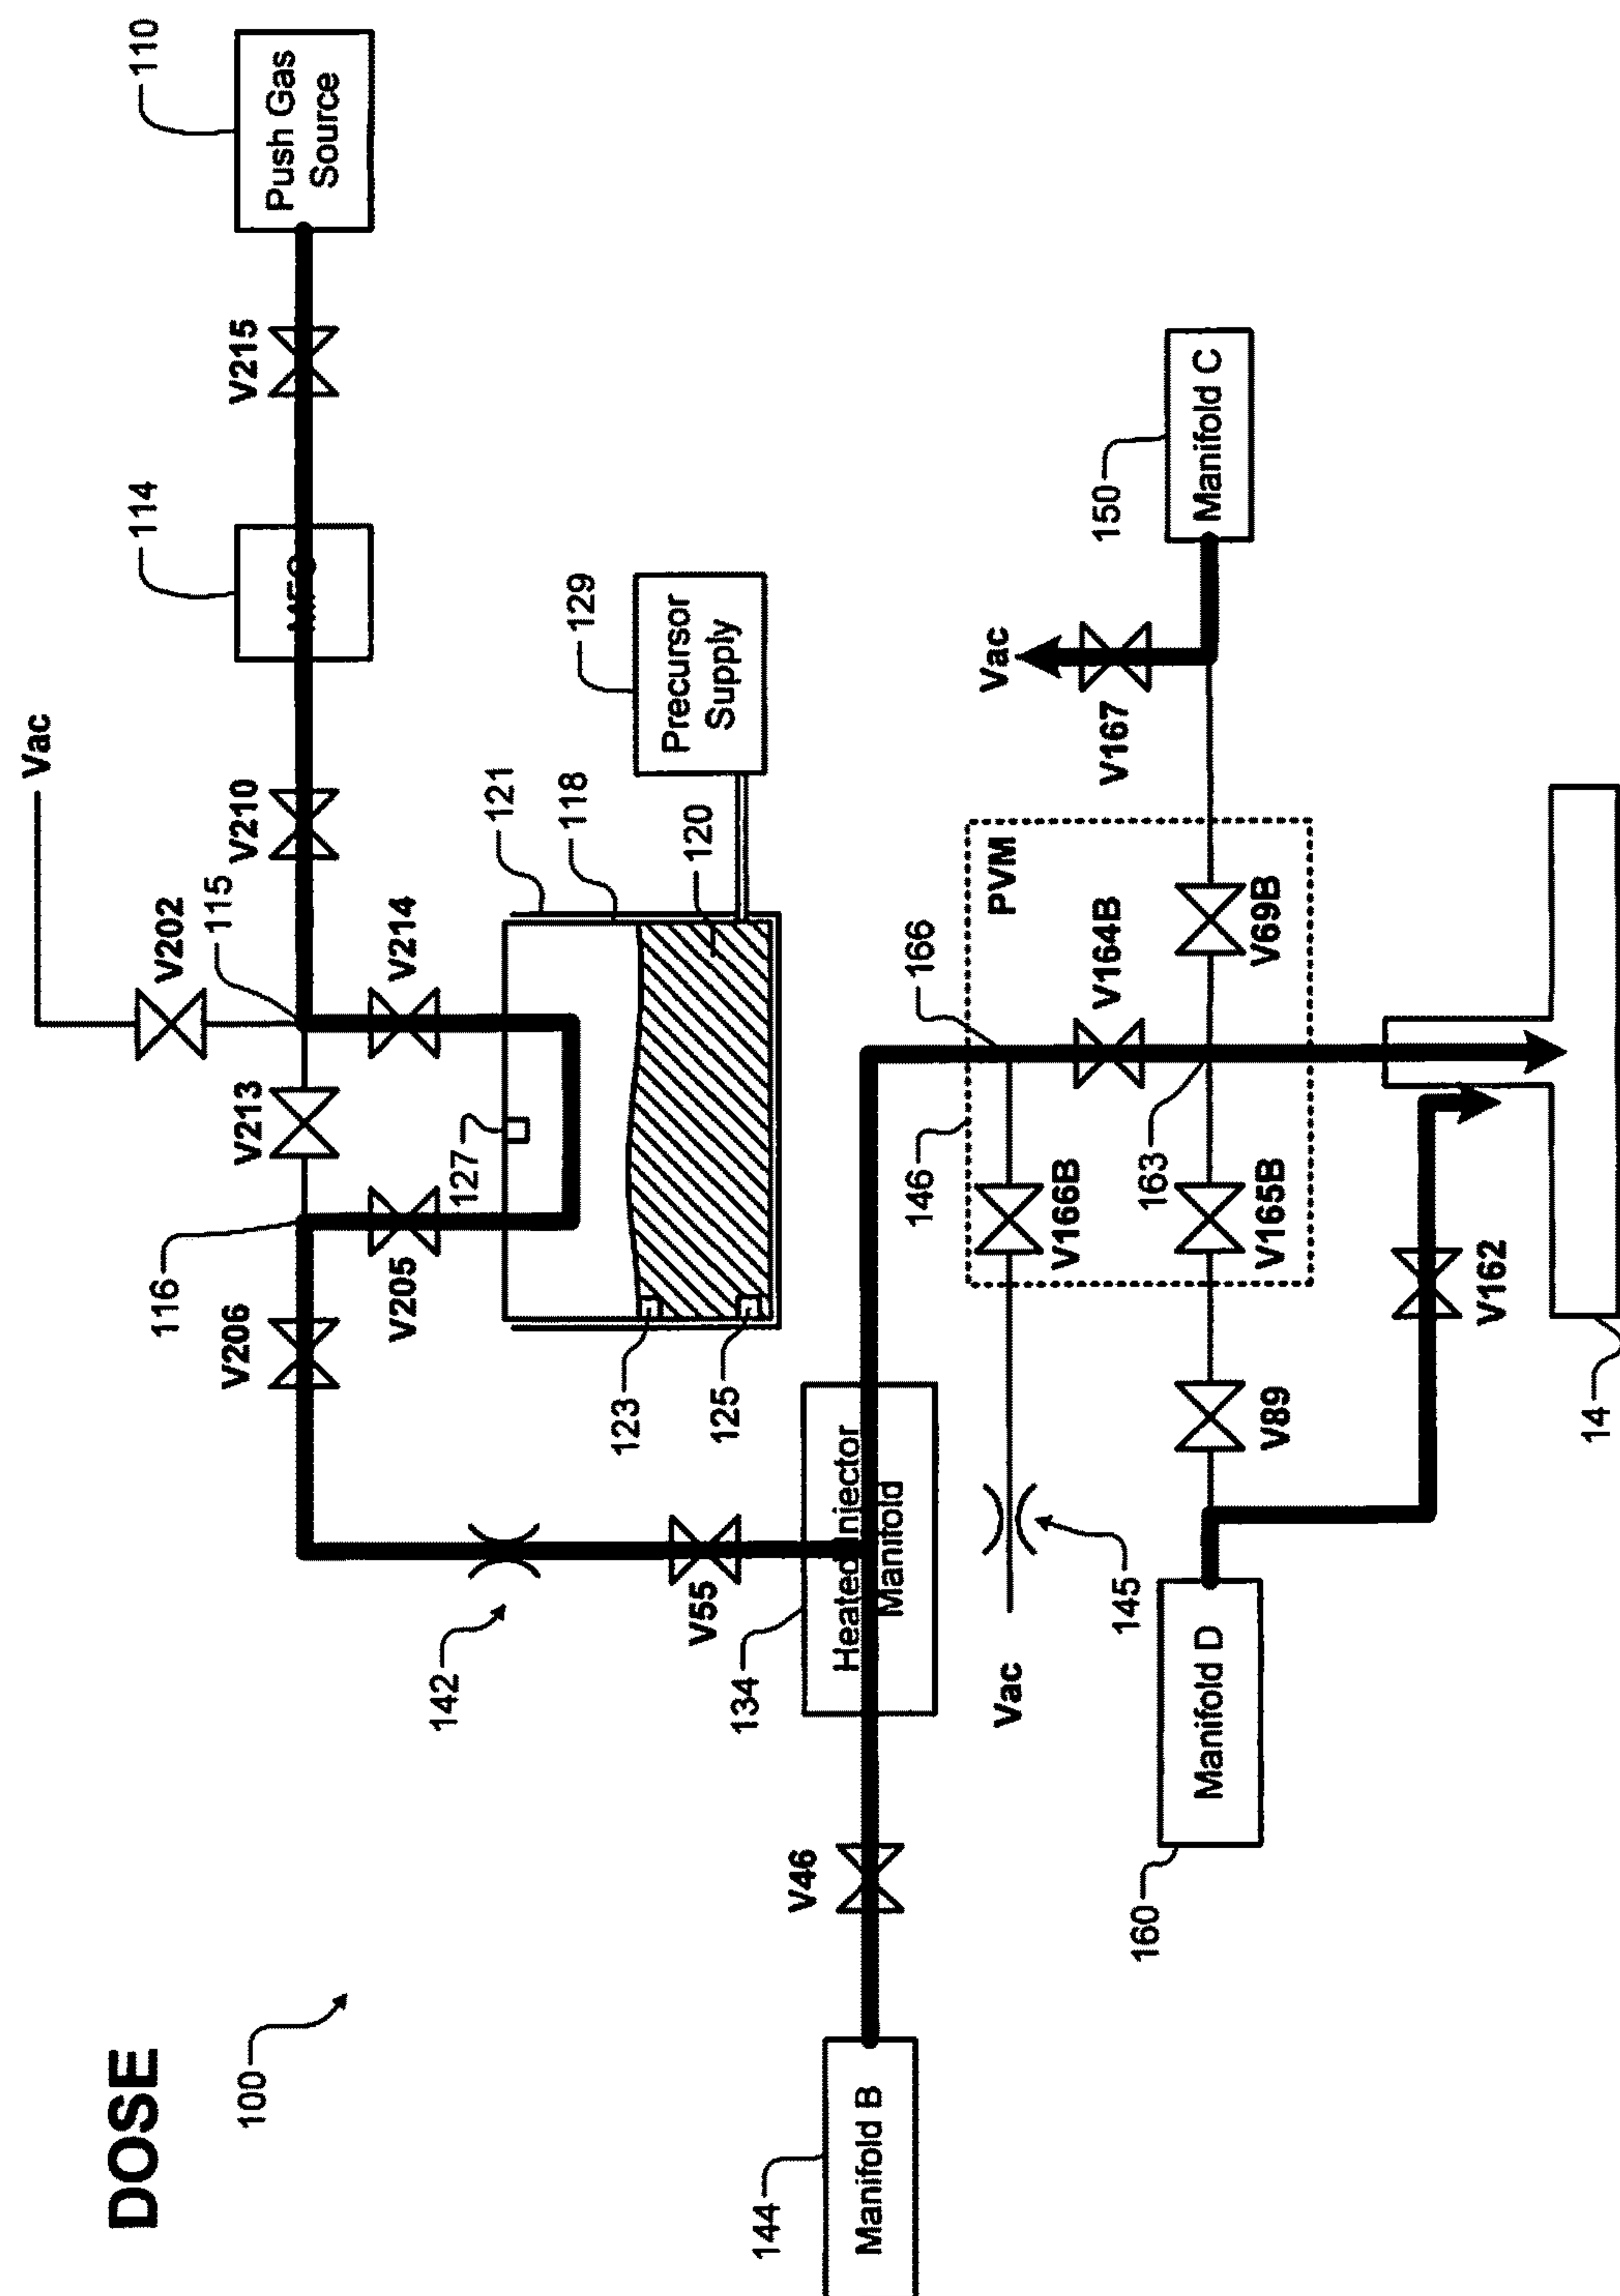 DOSE
100
Vac
V202
115
110
Push Gas
Source
V215
114
V210
V213
V214
116
V206
V205
127
121
118
120
129
Precursor
Supply
123
125
142
V55
134
Heated Injector
Manifold
144
Manifold B
V46
146
166
PVM
V164B
V166B
Vac
145
163
V165B
V69B
V89
Vac
V167
150
Manifold C
160
Manifold D
V162
14